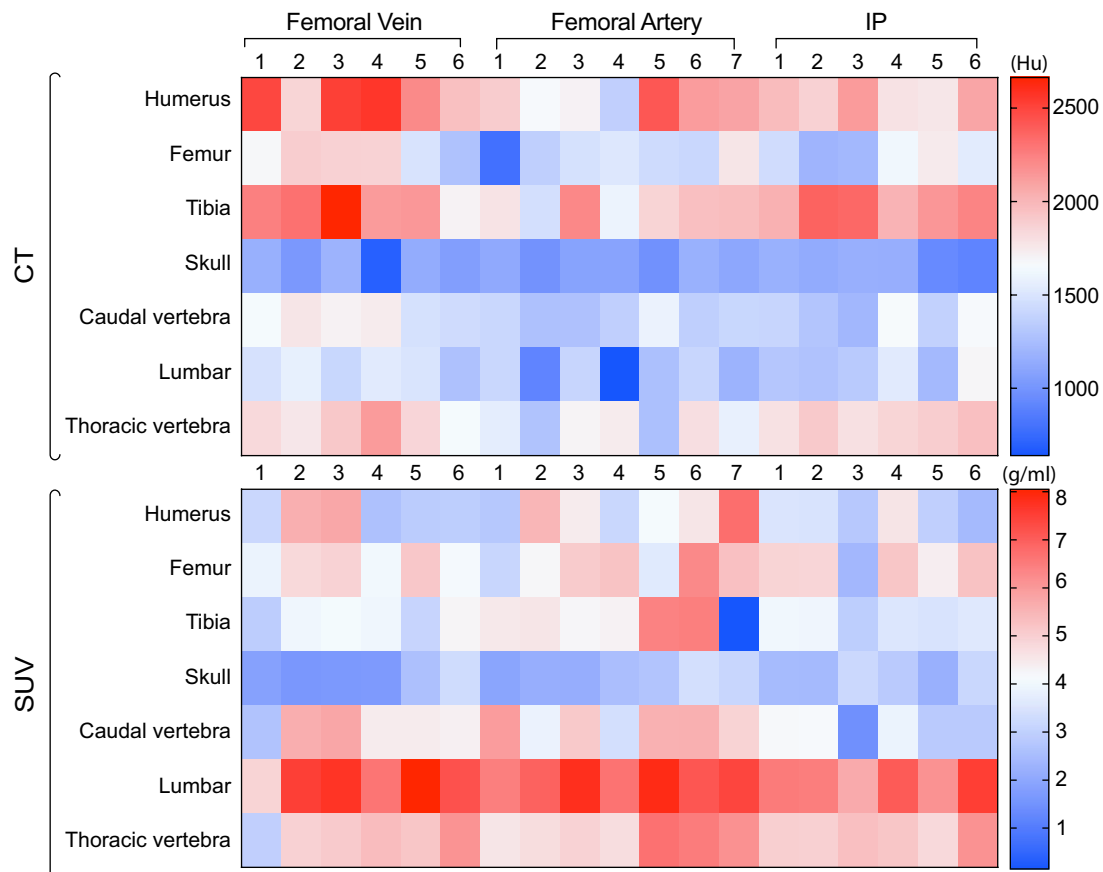 Femoral Vein Femoral Artery IP
1 2 3 4 5 6 1 2 3 4 5 6 7 1 2 3 4 5 6 (Hu)
CT
Humerus
Femur
Tibia
Skull
Caudal vertebra
Lumbar
Thoracic vertebra
2500
2000
1500
1000
1 2 3 4 5 6 1 2 3 4 5 6 7 1 2 3 4 5 6 (g/ml)
SUV
Humerus
Femur
Tibia
Skull
Caudal vertebra
Lumbar
Thoracic vertebra
8
7
6
5
4
3
2
1